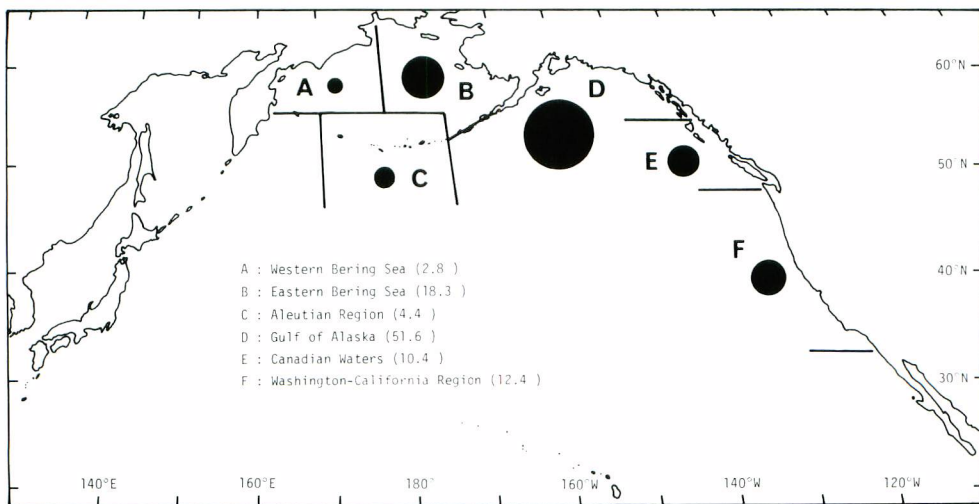 60°N
A
B
D
50°N
C
E
F
A : Western Bering Sea (2.8 )
B : Eastern Bering Sea (18.3 )
C : Aleutian Region (4.4 )
D : Gulf of Alaska (51.6 )
E : Canadian Waters (10.4 )
F : Washington-California Region (12.4 )
40°N
30°N
140°E 160°E 180° 160°W 140°W 120°W